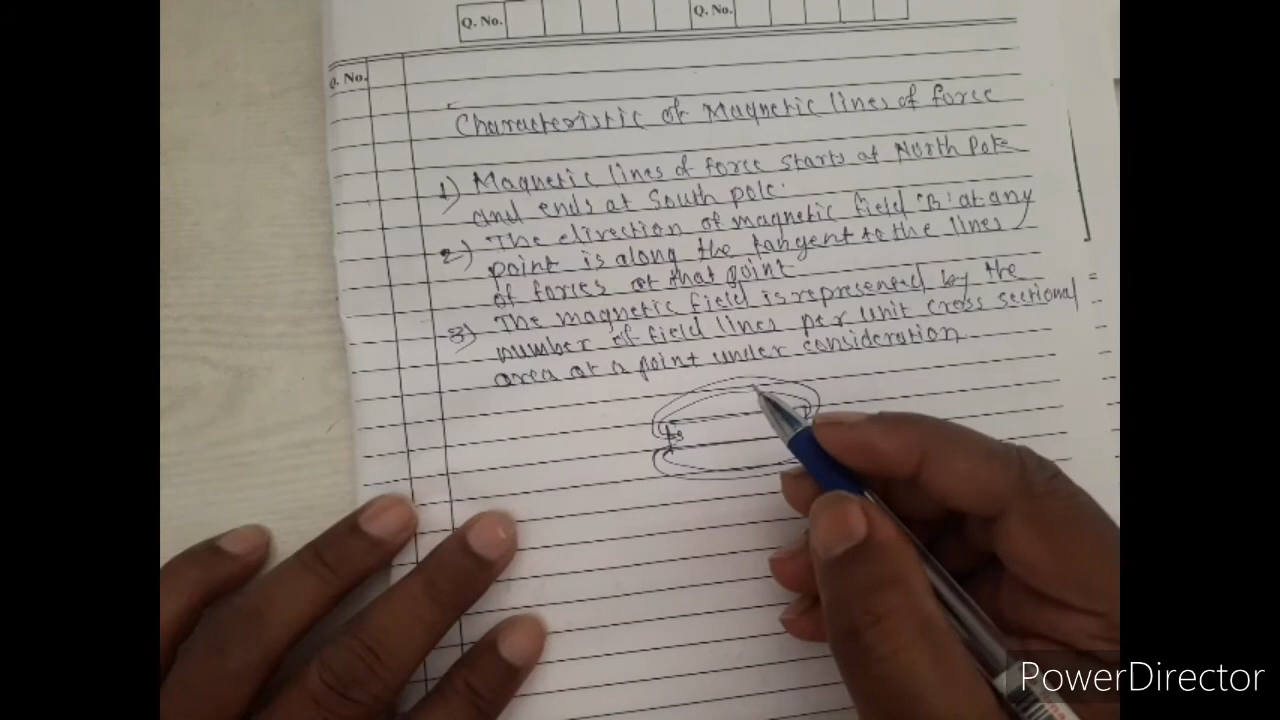 Q. No.
Q. No.
Q. No.
Characteristic of Magnetic lines of force
1) Magnetic lines of force starts at North Pole
and ends at South pole.
2) The direction of magnetic field 'B' at any
point is along the tangent to the lines
of forces at that point
3) The magnetic field is represened by the
number of field lines per unit cross sectional
area at a point under consideration
S
PowerDirector